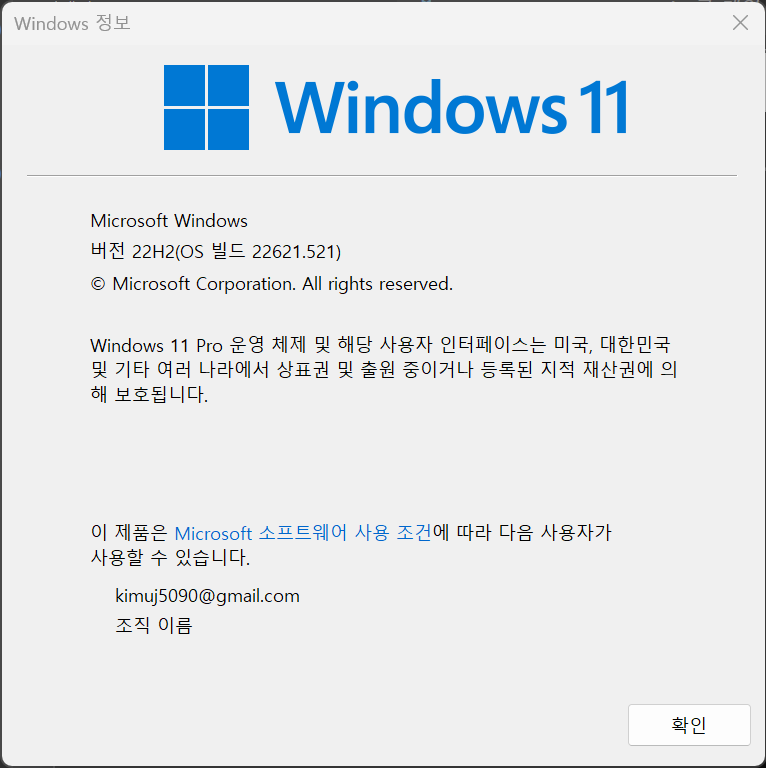 Windows 정보
Windows 11
Microsoft Windows
버전 22H2(OS 빌드 22621.521)
© Microsoft Corporation. All rights reserved.
Windows 11 Pro 운영 체제 및 해당 사용자 인터페이스는 미국, 대한민국
및 기타 여러 나라에서 상표권 및 출원 중이거나 등록된 지적 재산권에 의
해 보호됩니다.
이 제품은 Microsoft 소프트웨어 사용 조건에 따라 다음 사용자가
사용할 수 있습니다.
kimuj5090@gmail.com
조직 이름
확인